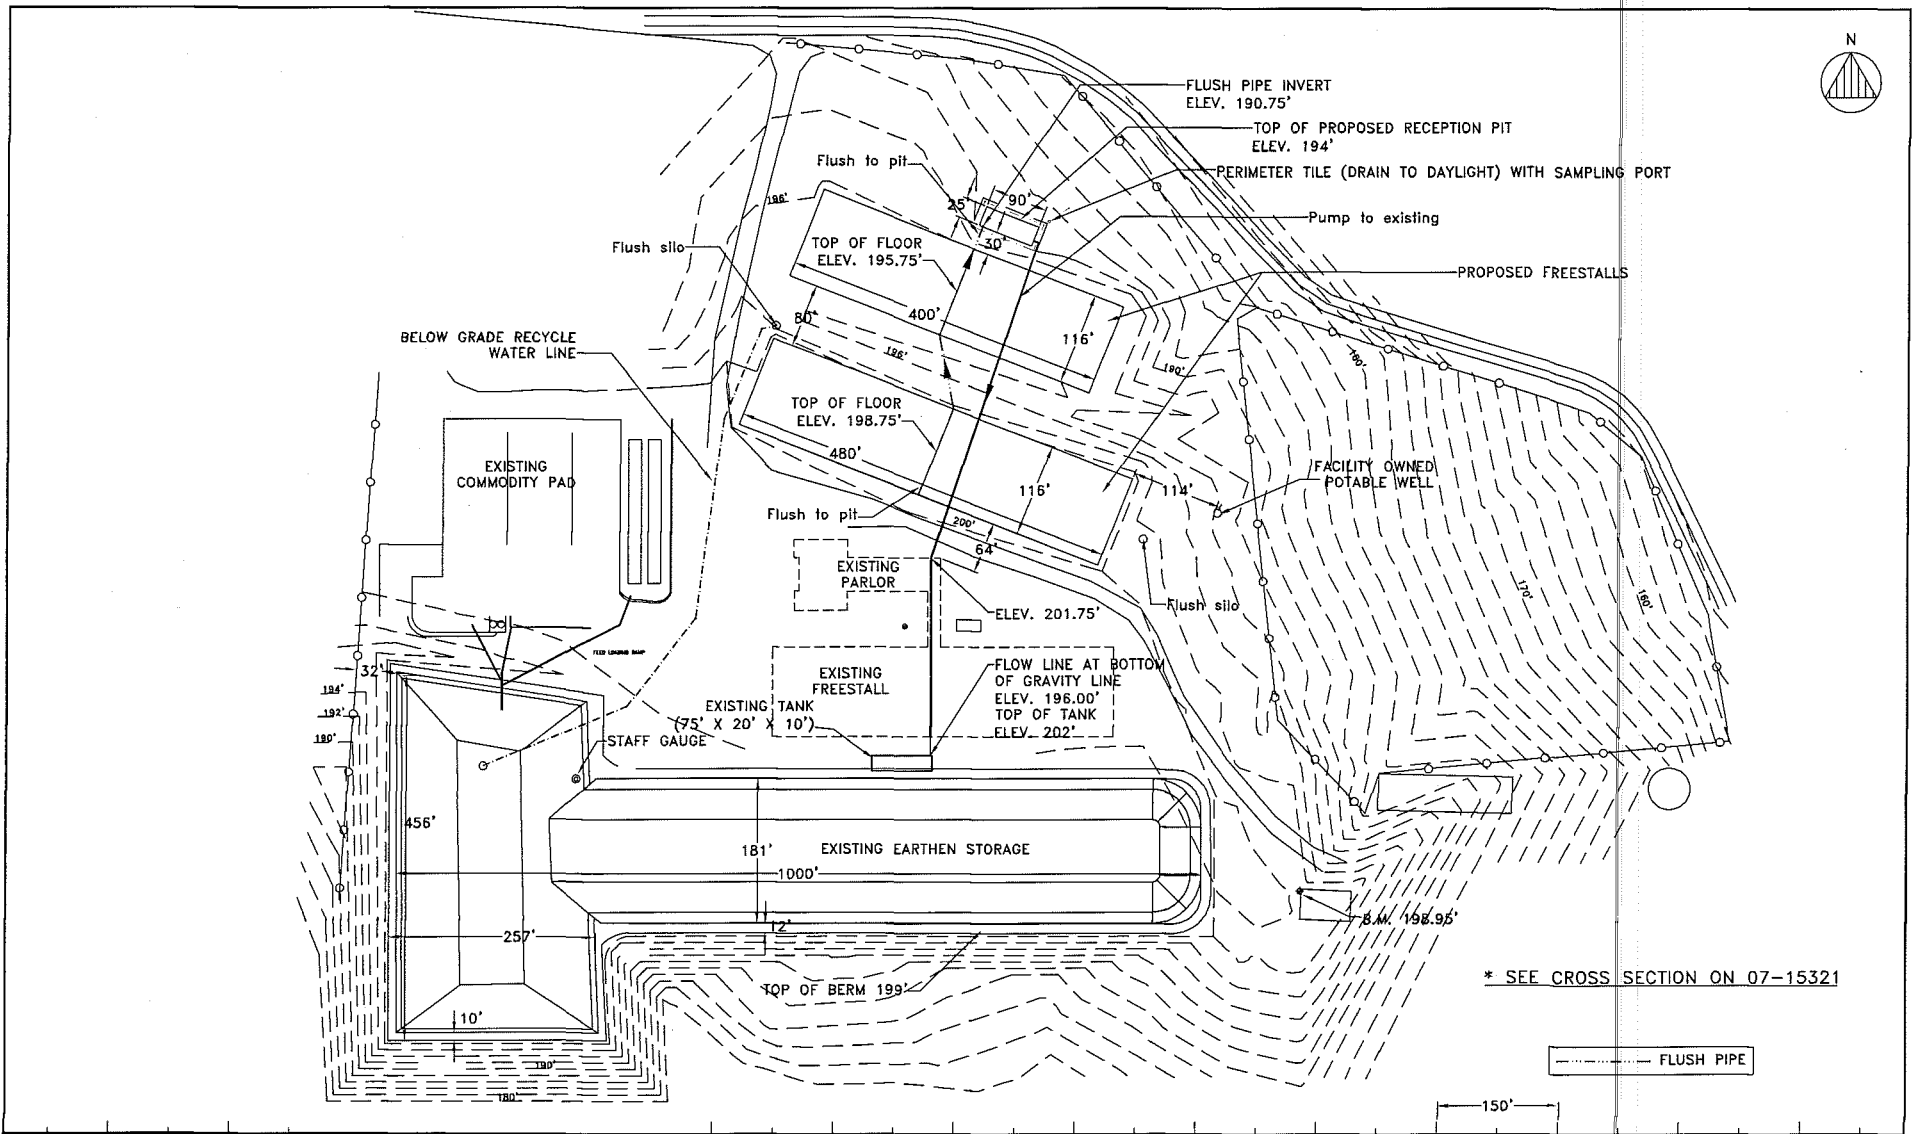 N
FLUSH PIPE INVERT
ELEV. 190.75'
TOP OF PROPOSED RECEPTION PIT
ELEV. 194'
Flush to pit
PERIMETER TILE (DRAIN TO DAYLIGHT) WITH SAMPLING PORT
196'
25'
90'
Pump to existing
Flush silo
TOP OF FLOOR
ELEV. 195.75'
30'
PROPOSED FREESTALLS
80'
400'
116'
BELOW GRADE RECYCLE
WATER LINE
196'
190'
180'
TOP OF FLOOR
ELEV. 198.75'
480'
EXISTING
COMMODITY PAD
116'
114'
FACILITY OWNED
POTABLE WELL
Flush to pit
200'
64'
EXISTING
PARLOR
170'
160'
ELEV. 201.75'
Flush silo
FEED LOADING RAMP
32'
EXISTING
FREESTALL
FLOW LINE AT BOTTOM
OF GRAVITY LINE
ELEV. 196.00'
TOP OF TANK
ELEV. 202'
194'
192'
190'
EXISTING TANK
(75' X 20' X 10')
STAFF GAUGE
456'
181'
EXISTING EARTHEN STORAGE
1000'
257'
12'
B.M. 198.95'
TOP OF BERM 199'
* SEE CROSS SECTION ON 07-15321
10'
190'
180'
FLUSH PIPE
150'